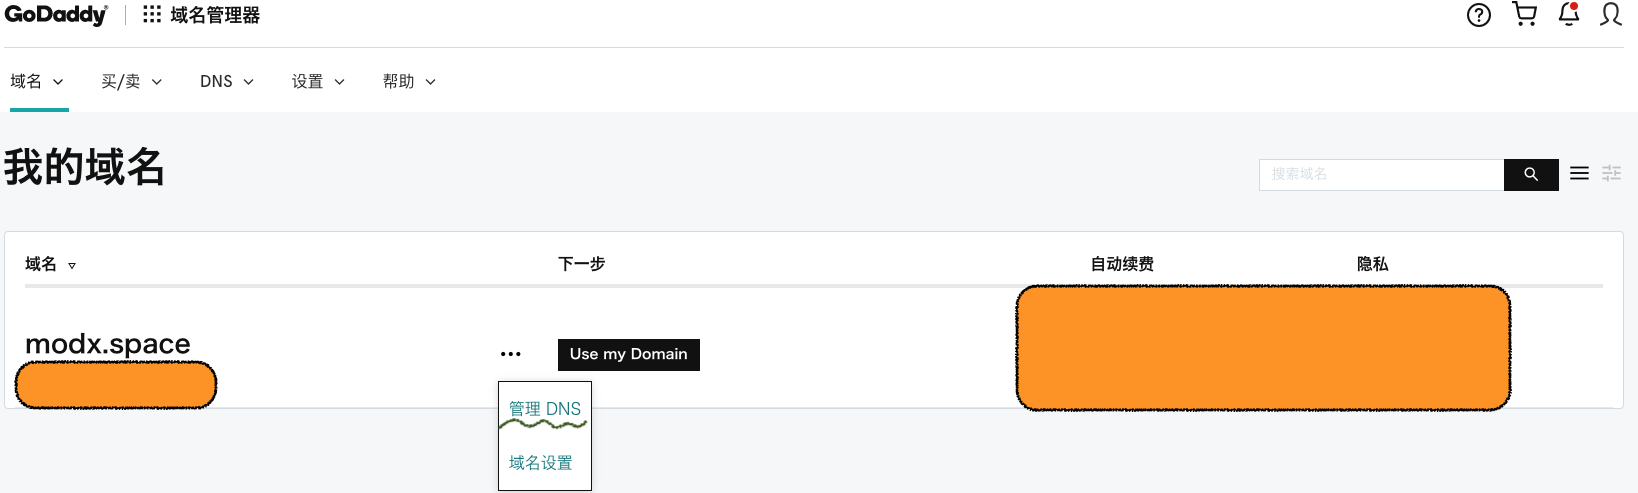 GoDaddy 域名管理器
域名 买/卖 DNS 设置 帮助
我的域名
搜索域名
域名 下一步 自动续费 隐私
modx.space ••• Use my Domain
管理 DNS
域名设置